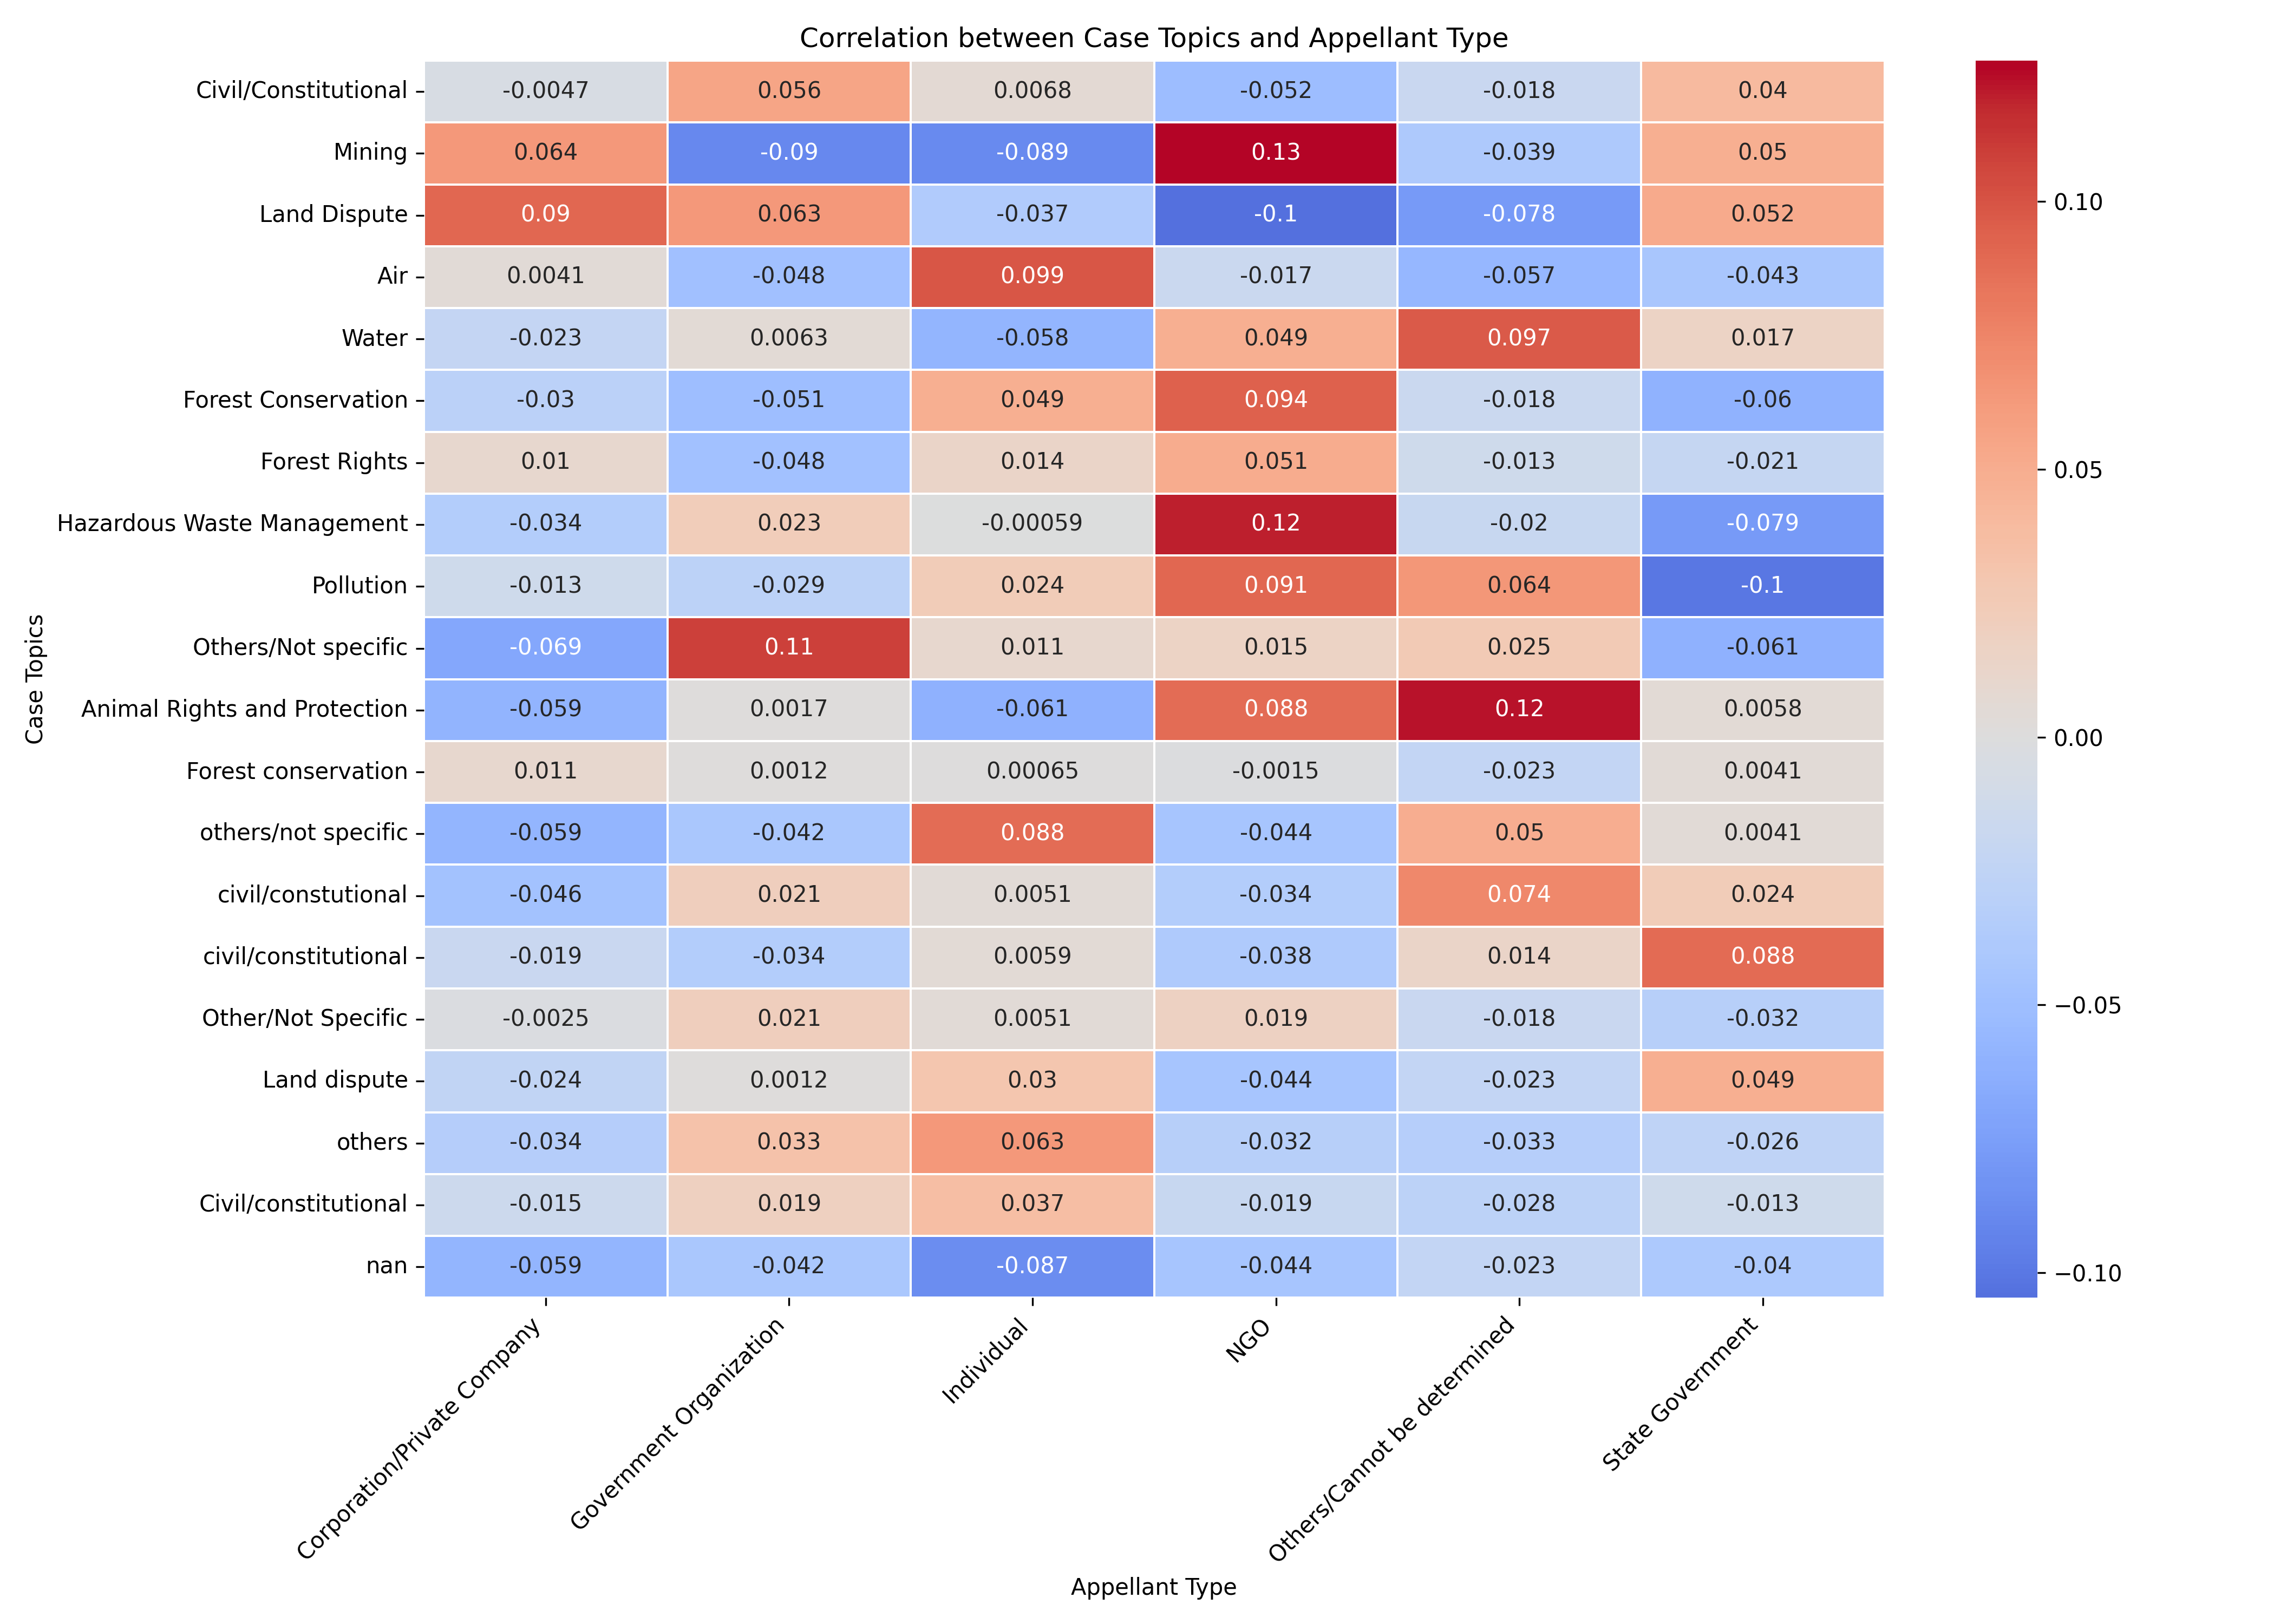 Correlation between Case Topics and Appellant Type
Civil/Constitutional -0.0047 0.056 0.0068 -0.052 -0.018 0.04
Mining 0.064 -0.09 -0.089 0.13 -0.039 0.05
Land Dispute 0.09 0.063 -0.037 -0.1 -0.078 0.052
Air 0.0041 -0.048 0.099 -0.017 -0.057 -0.043
Water -0.023 0.0063 -0.058 0.049 0.097 0.017
Forest Conservation -0.03 -0.051 0.049 0.094 -0.018 -0.06
Forest Rights 0.01 -0.048 0.014 0.051 -0.013 -0.021
Hazardous Waste Management -0.034 0.023 -0.00059 0.12 -0.02 -0.079
Pollution -0.013 -0.029 0.024 0.091 0.064 -0.1
Others/Not specific -0.069 0.11 0.011 0.015 0.025 -0.061
Animal Rights and Protection -0.059 0.0017 -0.061 0.088 0.12 0.0058
Forest conservation 0.011 0.0012 0.00065 -0.0015 -0.023 0.0041
others/not specific -0.059 -0.042 0.088 -0.044 0.05 0.0041
civil/constutional -0.046 0.021 0.0051 -0.034 0.074 0.024
civil/constitutional -0.019 -0.034 0.0059 -0.038 0.014 0.088
Other/Not Specific -0.0025 0.021 0.0051 0.019 -0.018 -0.032
Land dispute -0.024 0.0012 0.03 -0.044 -0.023 0.049
others -0.034 0.033 0.063 -0.032 -0.033 -0.026
Civil/constitutional -0.015 0.019 0.037 -0.019 -0.028 -0.013
nan -0.059 -0.042 -0.087 -0.044 -0.023 -0.04
Case Topics
Corporation/Private Company
Government Organization
Individual
NGO
Others/Cannot be determined
State Government
Appellant Type
0.10
0.05
0.00
−0.05
−0.10